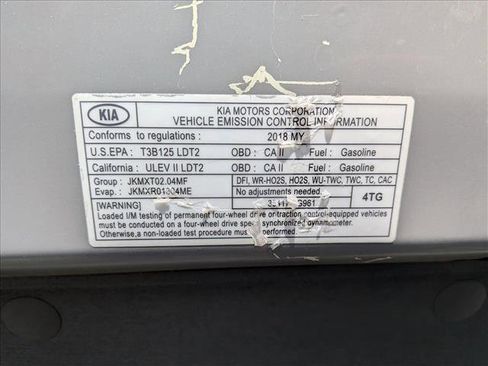 KIA
KIA MOTORS CORPORATION
VEHICLE EMISSION CONTROL INFORMATION
Conforms to regulations : 2018 MY
U.S.EPA : T3B125 LDT2 OBD : CA II Fuel : Gasoline
California : ULEV II LDT2 OBD : CA II Fuel : Gasoline
Group : JKMXT02.04MF
Evap. : JKMXR01304ME
DFI, WR-HO2S, HO2S, WU-TWC, TWC, TC, CAC
No adjustments needed.
4TG
[WARNING]
Loaded I/M testing of permanent four-wheel drive or traction control-equipped vehicles
must be conducted on a four-wheel drive speed synchronized dynamometer.
Otherwise, a non-loaded test procedure must be performed.